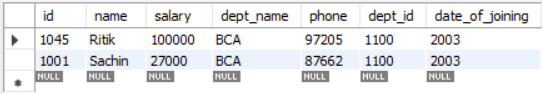 id name salary dept_name phone dept_id date_of_joining
1045 Ritik 100000 BCA 97205 1100 2003
1001 Sachin 27000 BCA 87662 1100 2003
NULL NULL NULL NULL NULL NULL NULL